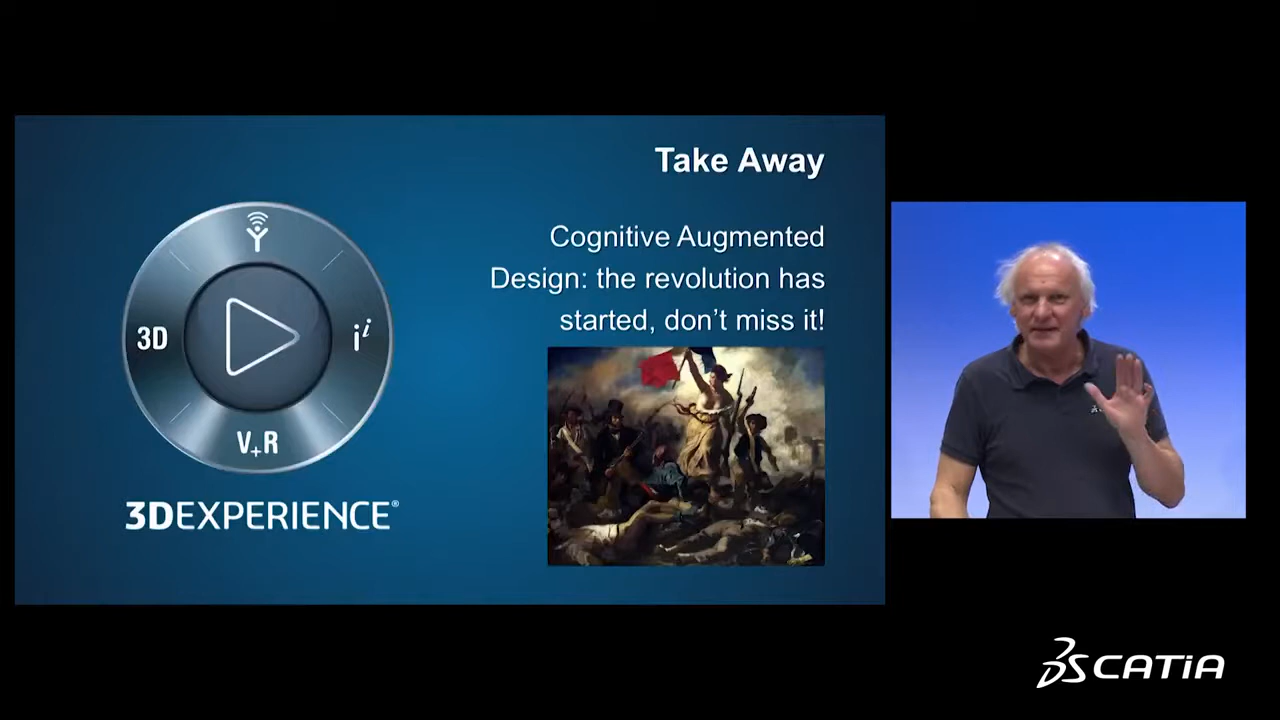 Take Away
Cognitive Augmented
Design: the revolution has
started, don't miss it!
3D
i i
V+R
3DEXPERIENCE®
CATIA